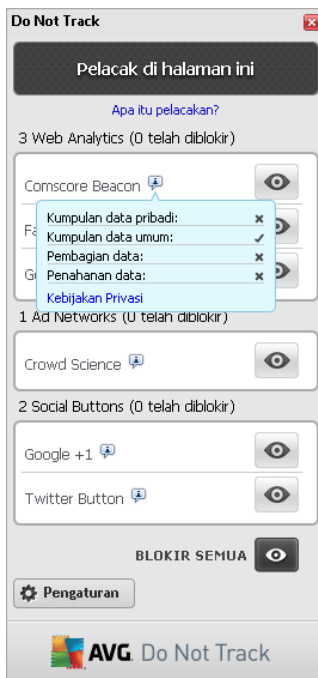 Do Not Track
Pelacak di halaman ini
Apa itu pelacakan?
3 Web Analytics (0 telah diblokir)
Comscore Beacon
Kumpulan data pribadi:
Kumpulan data umum:
Pembagian data:
Penahanan data:
Kebijakan Privasi
1 Ad Networks (0 telah diblokir)
Crowd Science
2 Social Buttons (0 telah diblokir)
Google +1
Twitter Button
BLOKIR SEMUA
Pengaturan
AVG. Do Not Track